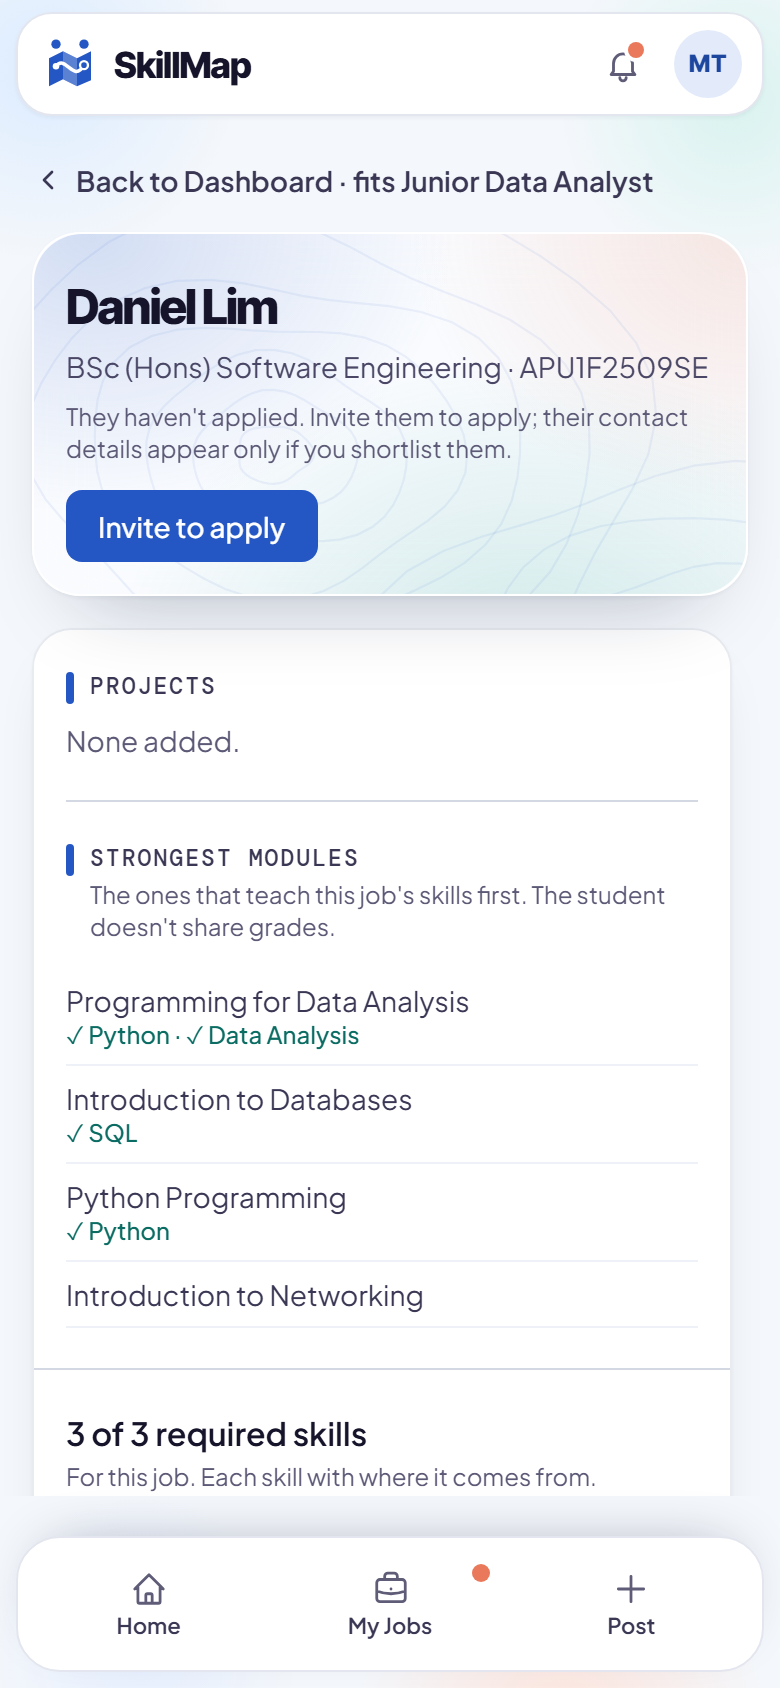 SkillMap
MT
Back to Dashboard · fits Junior Data Analyst
Daniel Lim
BSc (Hons) Software Engineering · APU1F2509SE
They haven't applied. Invite them to apply; their contact
details appear only if you shortlist them.
Invite to apply
PROJECTS
None added.
STRONGEST MODULES
The ones that teach this job's skills first. The student
doesn't share grades.
Programming for Data Analysis
✓ Python · ✓ Data Analysis
Introduction to Databases
✓ SQL
Python Programming
✓ Python
Introduction to Networking
3 of 3 required skills
For this job. Each skill with where it comes from.
Home
My Jobs
Post